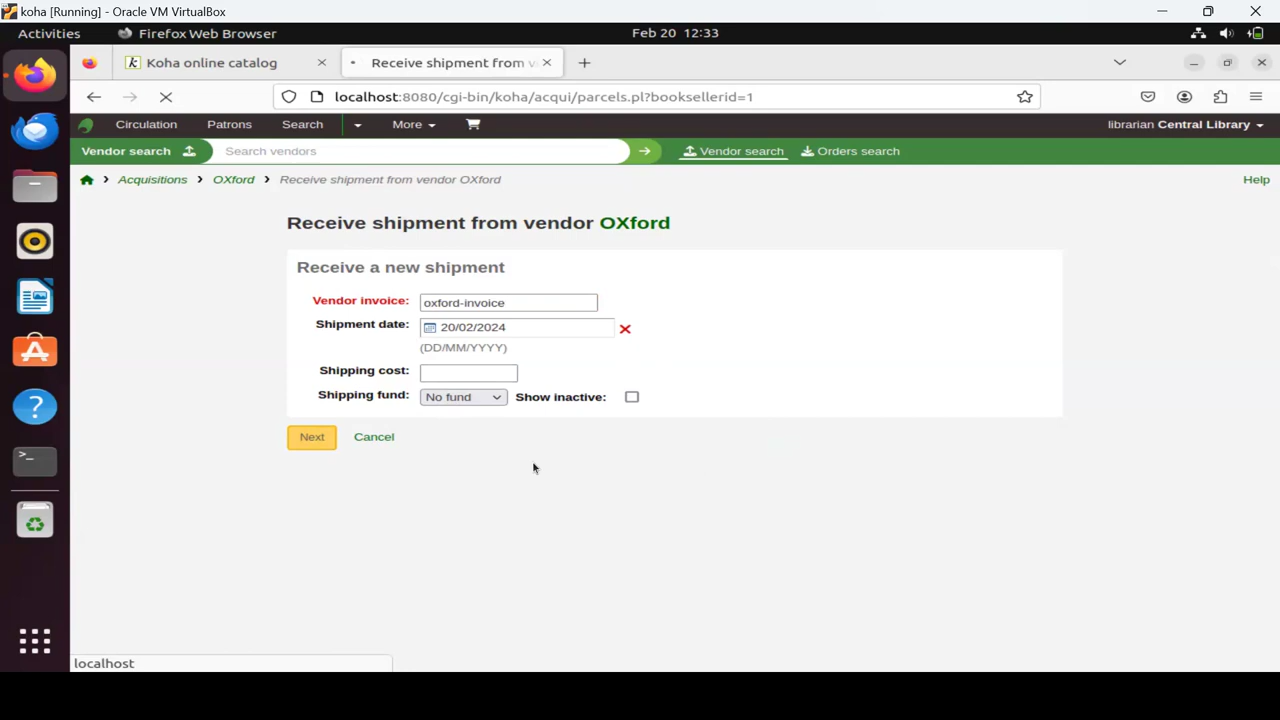 koha [Running] - Oracle VM VirtualBox
Activities Firefox Web Browser Feb 20 12:33
Koha online catalog Receive shipment from v
localhost:8080/cgi-bin/koha/acqui/parcels.pl?booksellerid=1
Circulation Patrons Search More librarian Central Library
Vendor search Search vendors Vendor search Orders search
Acquisitions OXford Receive shipment from vendor OXford Help
Receive shipment from vendor OXford
Receive a new shipment
Vendor invoice: oxford-invoice
Shipment date: 20/02/2024
(DD/MM/YYYY)
Shipping cost:
Shipping fund: No fund Show inactive:
Next Cancel
localhost